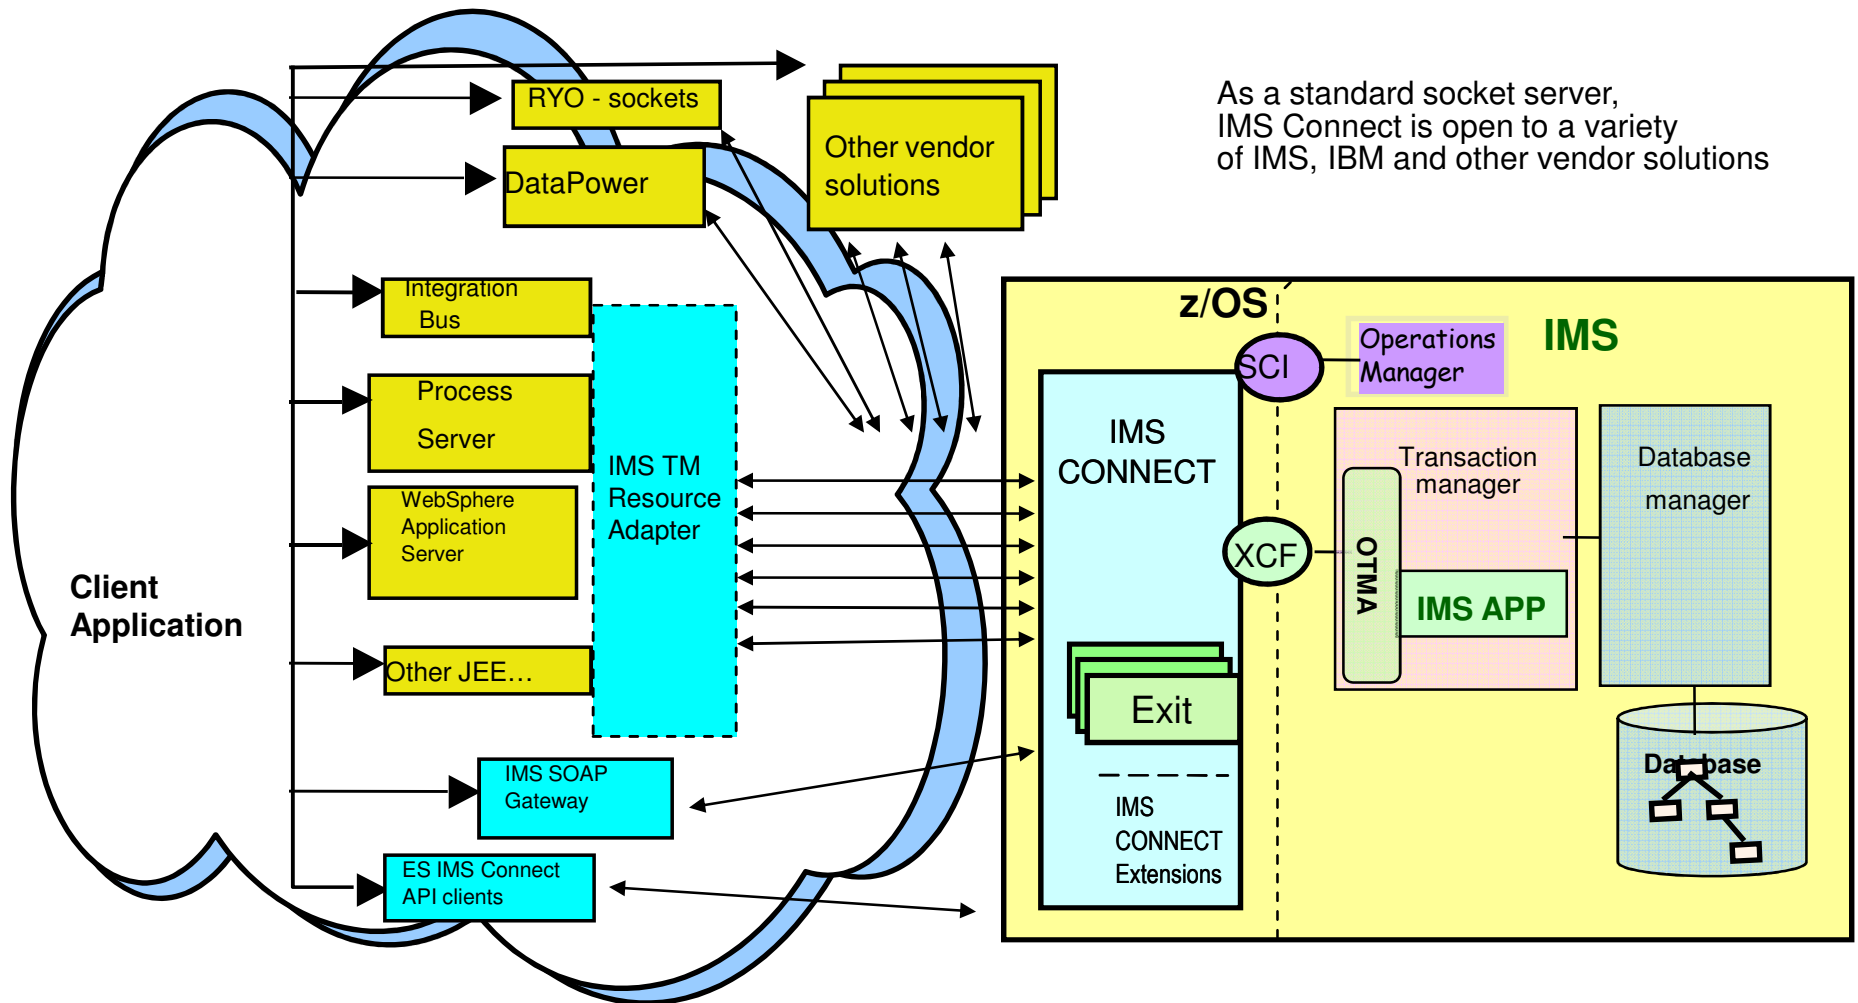 As a standard socket server,
IMS Connect is open to a variety
of IMS, IBM and other vendor solutions
RYO - sockets
DataPower
Other vendor
solutions
Integration
Bus
Process
Server
WebSphere
Application
Server
Other JEE…
IMS TM
Resource
Adapter
Client
Application
IMS SOAP
Gateway
ES IMS Connect
API clients
z/OS
IMS
SCI
Operations
Manager
IMS
CONNECT
XCF
Transaction
manager
OTMA
IMS APP
Database
manager
Exit
IMS
CONNECT
Extensions
Database